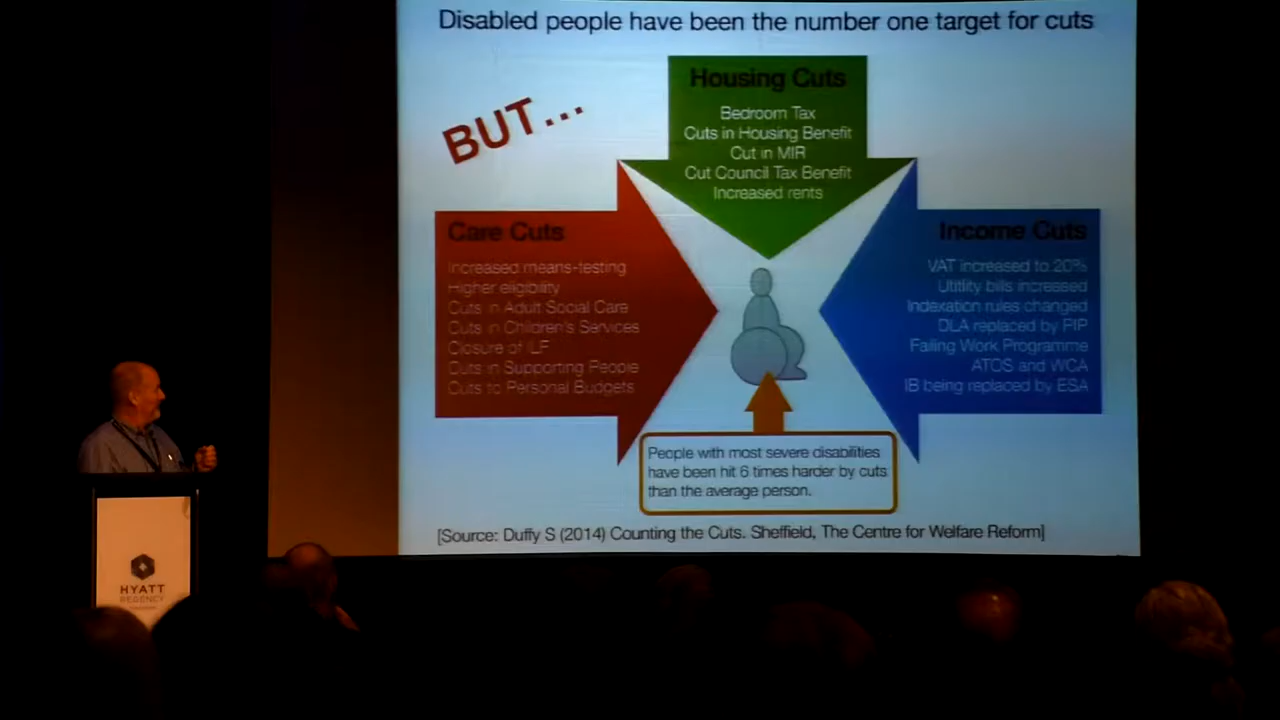 Disabled people have been the number one target for cuts
BUT...
Housing Cuts
Bedroom Tax
Cuts in Housing Benefit
Cut in MIR
Cut Council Tax Benefit
Increased rents
Care Cuts
Increased means-testing
Higher eligibility
Cuts in Adult Social Care
Cuts in Children's Services
Closure of ILF
Cuts in Supporting People
Cuts to Personal Budgets
Income Cuts
VAT increased to 20%
Utitlity bills increased
Indexation rules changed
DLA replaced by PIP
Failing Work Programme
ATOS and WCA
IB being replaced by ESA
People with most severe disabilities
have been hit 6 times harder by cuts
than the average person.
[Source: Duffy S (2014) Counting the Cuts. Sheffield, The Centre for Welfare Reform]
HYATT
REGENCY